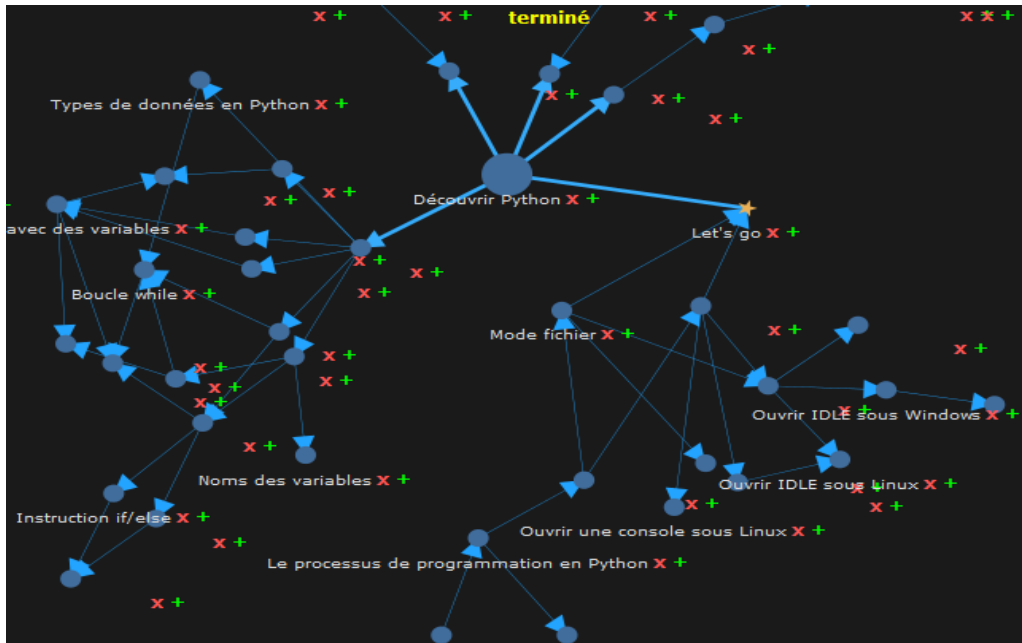 terminé
x +
x +
x +
x +
x x +
x +
Types de données en Python x +
x +
x +
x +
x +
x +
Découvrir Python x +
+
avec des variables x +
Let's go x +
x +
x +
Boucle while x +
x +
Mode fichier x +
x +
x +
x +
x +
x +
x +
x +
Ouvrir IDLE sous Windows x +
x +
x +
Noms des variables x +
Ouvrir IDLE sous Linux x +
x +
x +
x +
Instruction if/else x +
Ouvrir une console sous Linux x +
x +
Le processus de programmation en Python x +
x +